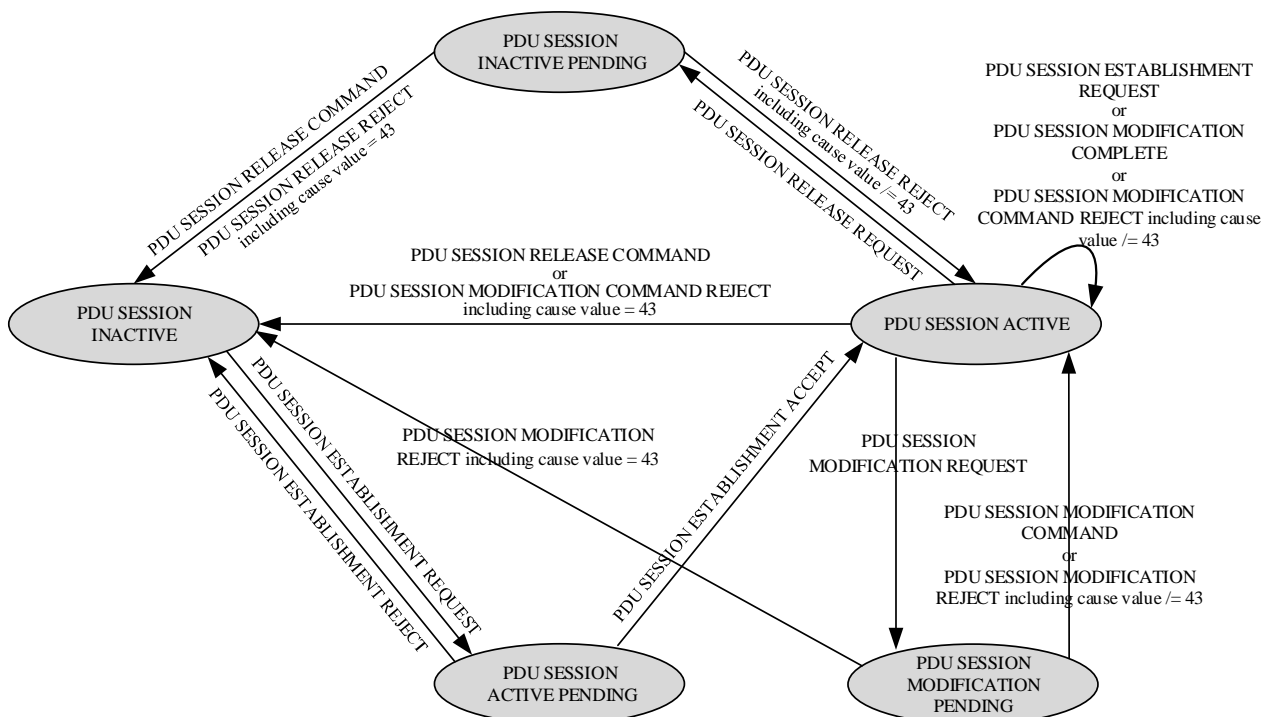 PDU SESSION
INACTIVE PENDING
PDU SESSION RELEASE COMMAND
PDU SESSION RELEASE REJECT
including cause value = 43
PDU SESSION RELEASE REJECT
including cause value /= 43
PDU SESSION RELEASE REQUEST
PDU SESSION ESTABLISHMENT
REQUEST
or
PDU SESSION MODIFICATION
COMPLETE
or
PDU SESSION MODIFICATION
COMMAND REJECT including cause
value /= 43
PDU SESSION RELEASE COMMAND
or
PDU SESSION MODIFICATION COMMAND REJECT
including cause value = 43
PDU SESSION
INACTIVE
PDU SESSION ACTIVE
PDU SESSION ESTABLISHMENT REQUEST
PDU SESSION ESTABLISHMENT REJECT
PDU SESSION MODIFICATION
REJECT including cause value = 43
PDU SESSION ESTABLISHMENT ACCEPT
PDU SESSION
MODIFICATION REQUEST
PDU SESSION MODIFICATION
COMMAND
or
PDU SESSION MODIFICATION
REJECT including cause value /= 43
PDU SESSION
ACTIVE PENDING
PDU SESSION
MODIFICATION
PENDING